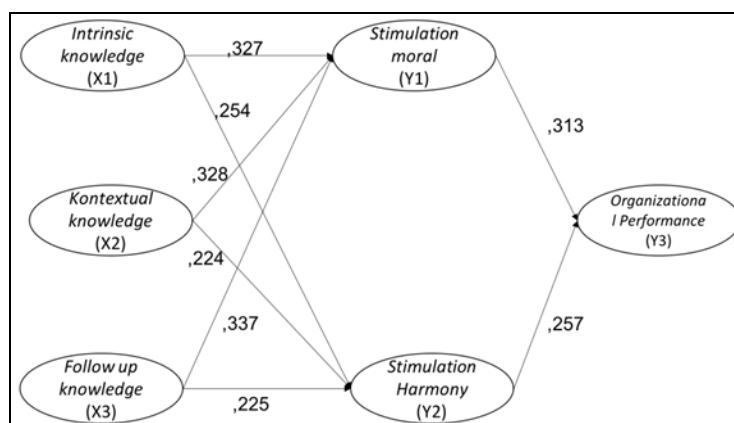 Intrinsic
knowledge
(X1)
,327
Stimulation
moral
(Y1)
,254
,313
,328
Kontextual
knowledge
(X2)
Organizationa
l Performance
(Y3)
,224
,337
,257
Follow up
knowledge
(X3)
,225
Stimulation
Harmony
(Y2)